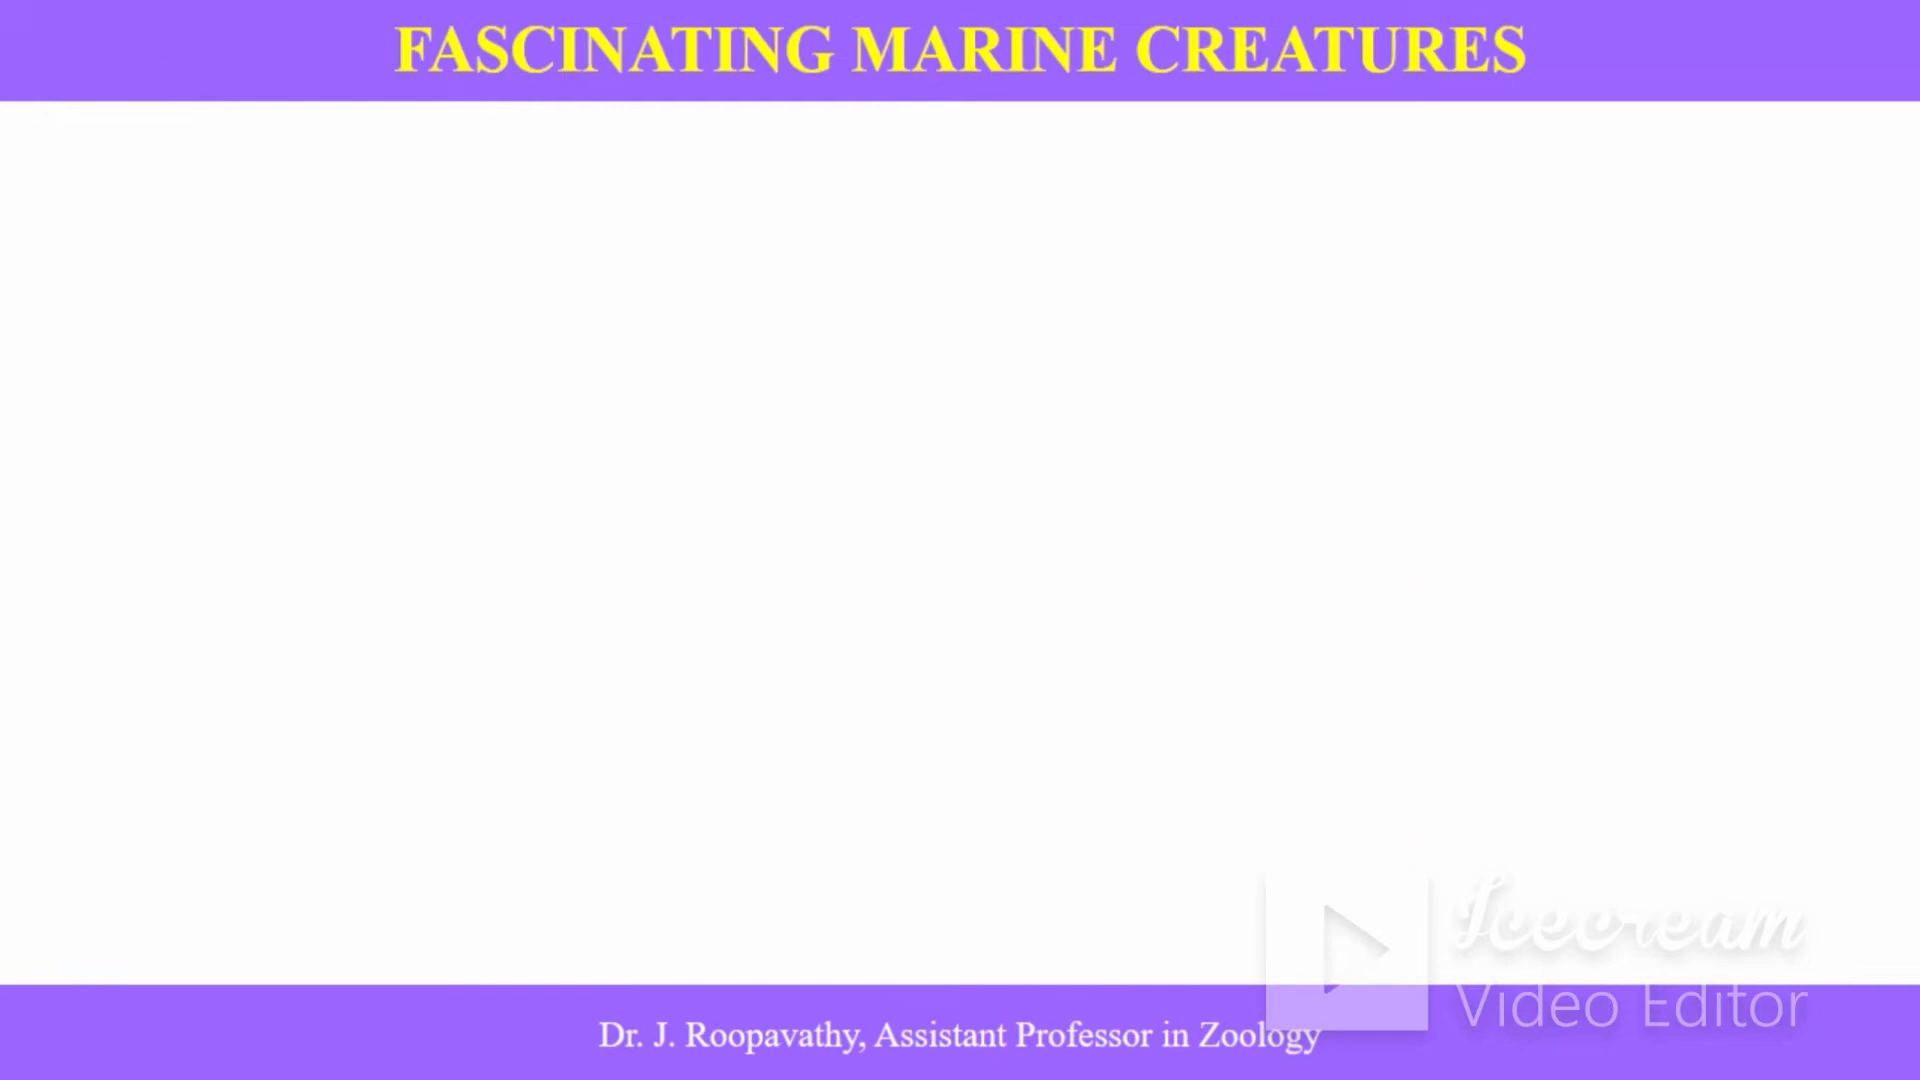 FASCINATING MARINE CREATURES
Icecream
Video Editor
Dr. J. Roopavathy, Assistant Professor in Zoology